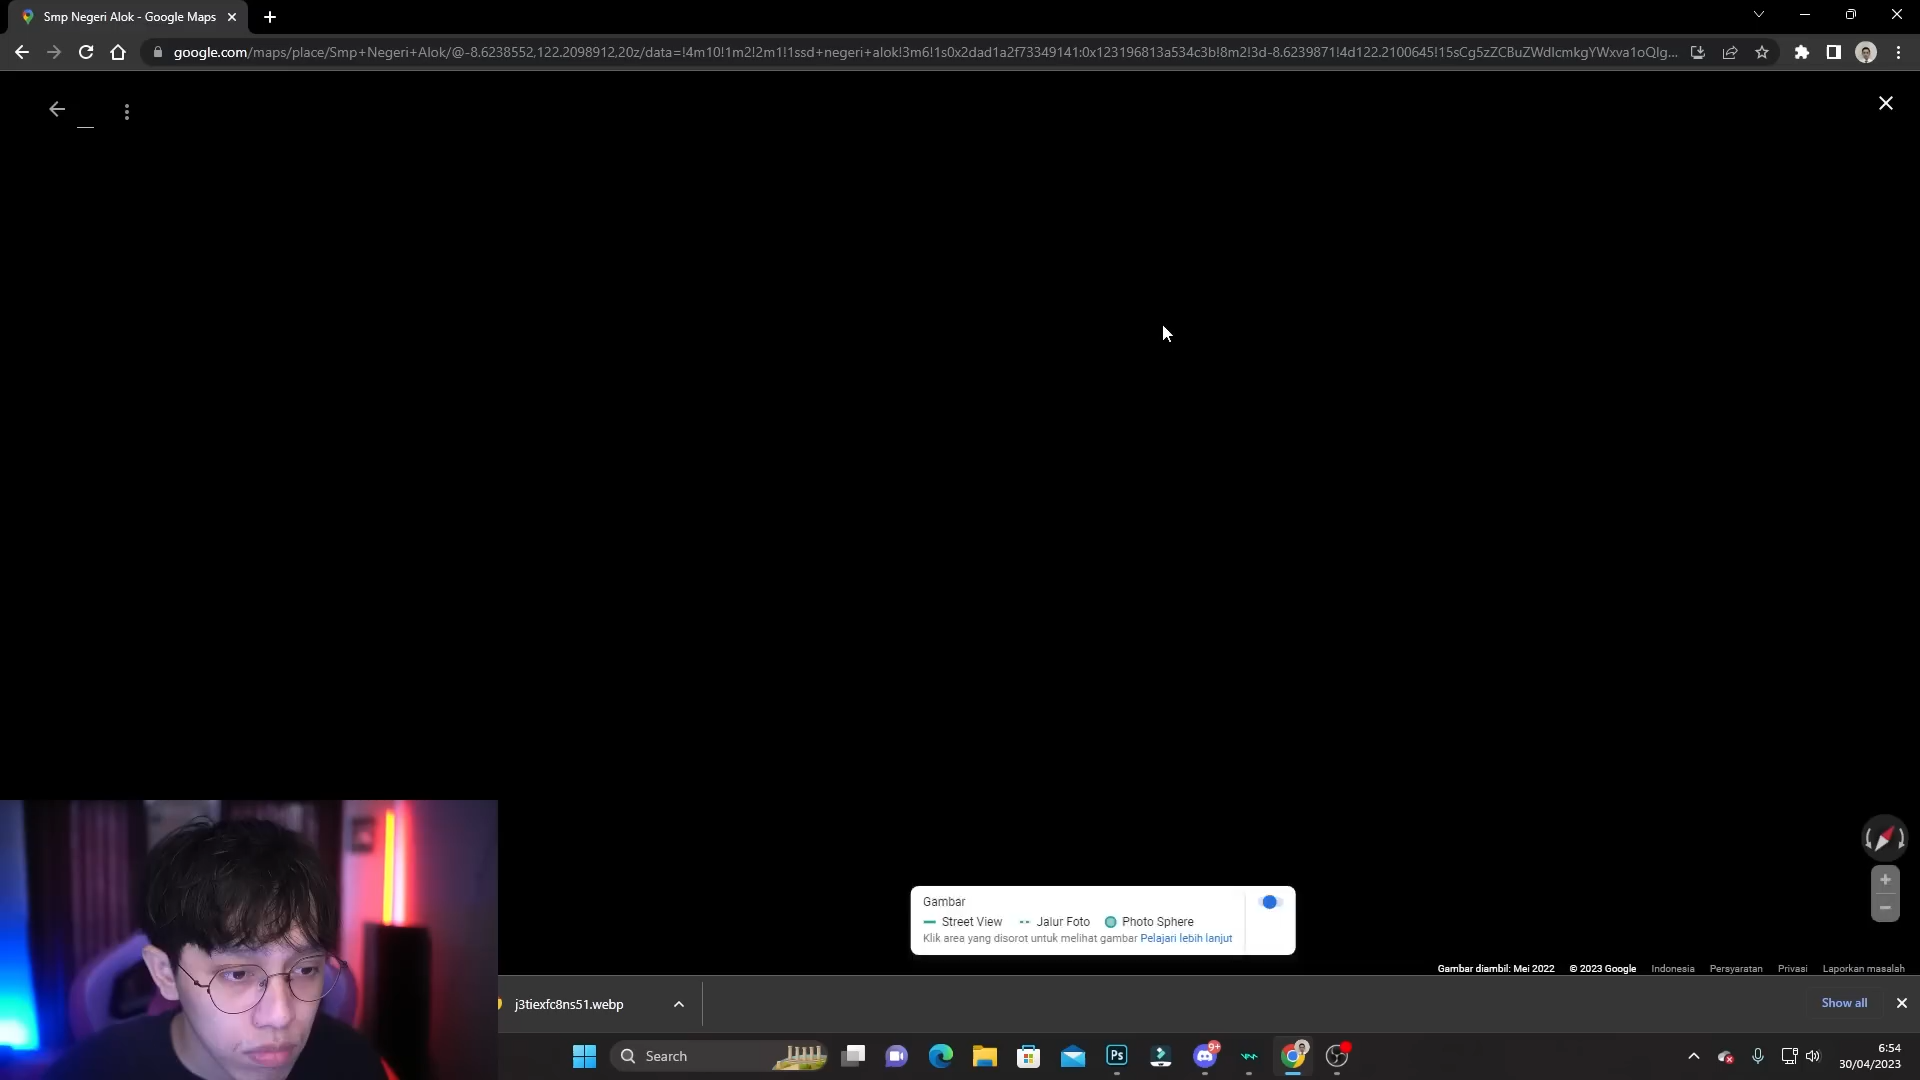 Smp Negeri Alok - Google Maps
google.com/maps/place/Smp+Negeri+Alok/@-8.6238552,122.2098912,20z/data=!4m10!1m2!2m1!1ssd+negeri+alok!3m6!1s0x2dad1a2f73349141:0x123196813a534c3b!8m2!3d-8.6239871!4d122.2100645!15sCg5zZCBuZWdlcmkgYWxva1oQIg...
Gambar
Street View
Jalur Foto
Photo Sphere
Klik area yang disorot untuk melihat gambar Pelajari lebih lanjut
Gambar diambil: Mei 2022
© 2023 Google
Indonesia
Persyaratan
Privasi
Laporkan masalah
j3tiexfc8ns51.webp
Show all
Search
Ps
9+
6:54
30/04/2023